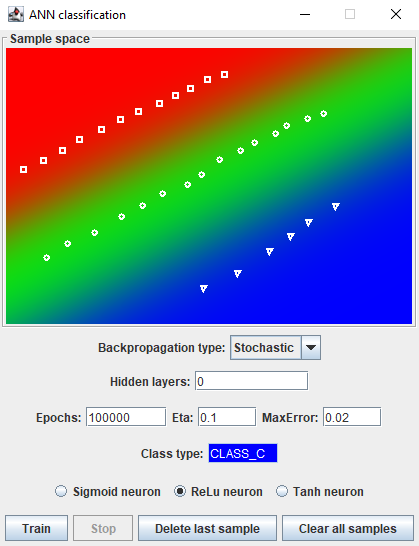 ANN classification
Sample space
Backpropagation type: Stochastic
Hidden layers: 0
Epochs: 100000 Eta: 0.1 MaxError: 0.02
Class type: CLASS_C
Sigmoid neuron ReLu neuron Tanh neuron
Train Stop Delete last sample Clear all samples